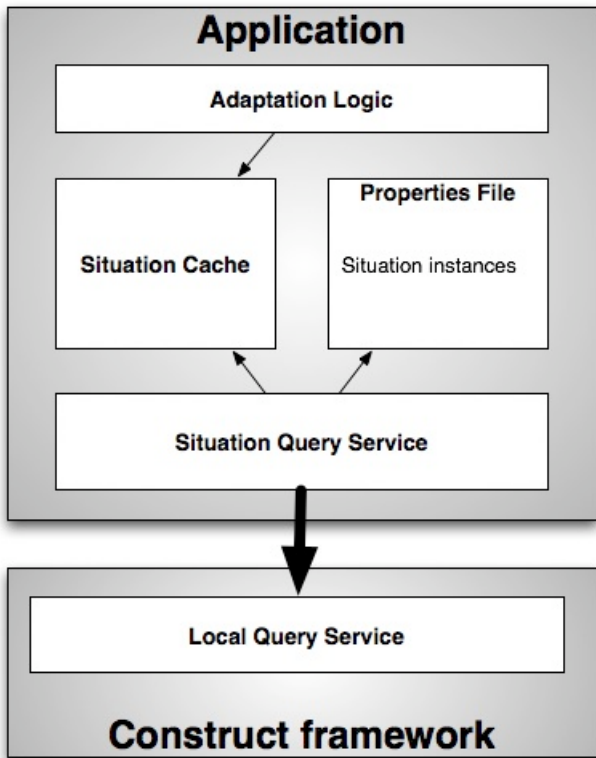 Application
Adaptation Logic
Situation Cache
Properties File
Situation instances
Situation Query Service
Local Query Service
Construct framework